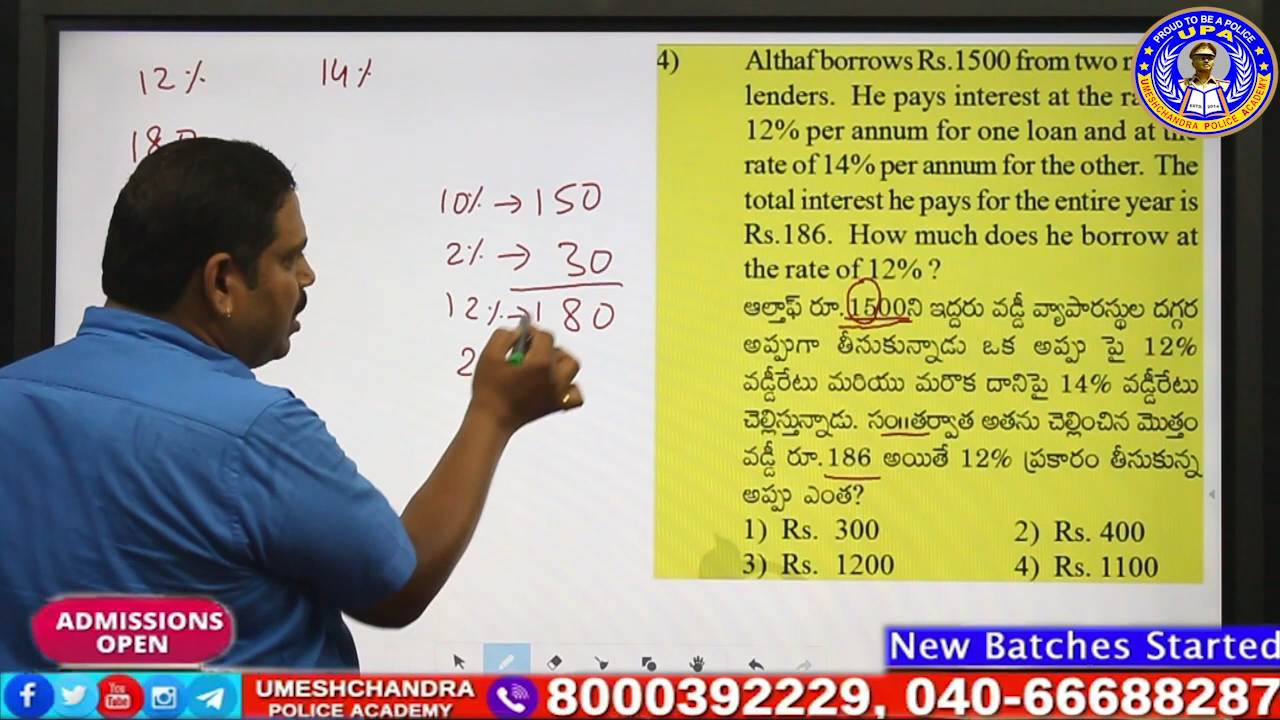 12%
14%
180
10% → 150
2% → 30
12% → 180
2
4)
Althaf borrows Rs.1500 from two
lenders. He pays interest at the
12% per annum for one loan and at the
rate of 14% per annum for the other. The
total interest he pays for the entire year is
Rs.186. How much does he borrow at
the rate of 12% ?
ఆల్తాఫ్ రూ.1500ని ఇద్దరు వడ్డీ వ్యాపారస్థుల దగ్గర
అప్పుగా తీసుకున్నాడు ఒక అప్పు పై 12%
వడ్డీరేటు మరియు మరొక దానిపై 14% వడ్డీరేటు
చెల్లిస్తున్నాడు. సం॥తర్వాత అతను చెల్లించిన మొత్తం
వడ్డీ రూ.186 అయితే 12% ప్రకారం తీసుకున్న
అప్పు ఎంత?
1) Rs. 300
2) Rs. 400
3) Rs. 1200
4) Rs. 1100
PROUD TO BE A POLICE
UPA
ESTD. 2014
UMESHCHANDRA POLICE ACADEMY
ADMISSIONS
OPEN
New Batches Started
UMESHCHANDRA
POLICE ACADEMY
8000392229, 040-66688287